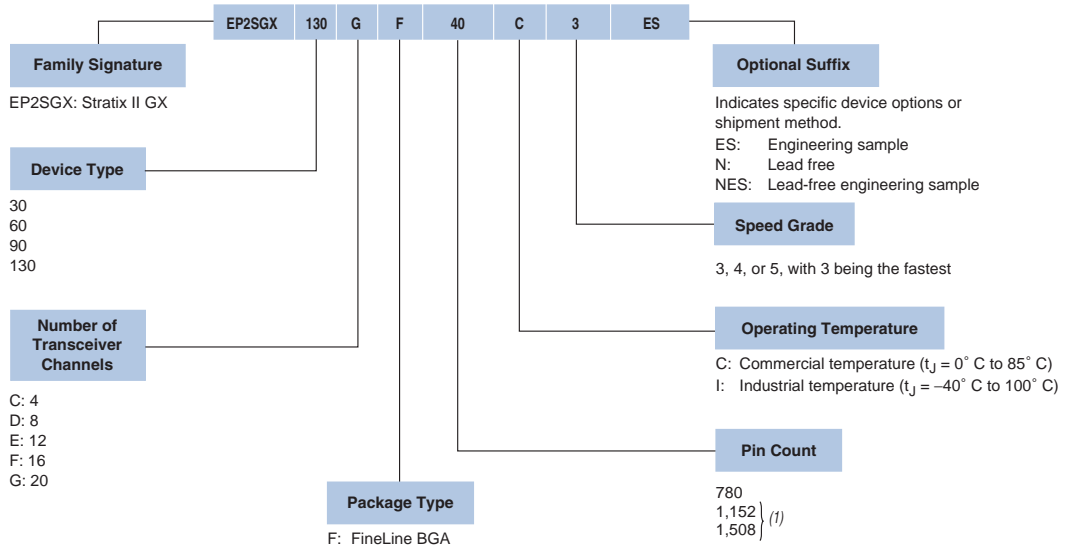 EP2SGX 130 G F 40 C 3 ES
Family Signature
EP2SGX: Stratix II GX
Device Type
30
60
90
130
Number of
Transceiver
Channels
C: 4
D: 8
E: 12
F: 16
G: 20
Package Type
F: FineLine BGA
Optional Suffix
Indicates specific device options or
shipment method.
ES: Engineering sample
N: Lead free
NES: Lead-free engineering sample
Speed Grade
3, 4, or 5, with 3 being the fastest
Operating Temperature
C: Commercial temperature (tJ = 0˚ C to 85˚ C)
I: Industrial temperature (tJ = –40˚ C to 100˚ C)
Pin Count
780
1,152
1,508
(1)